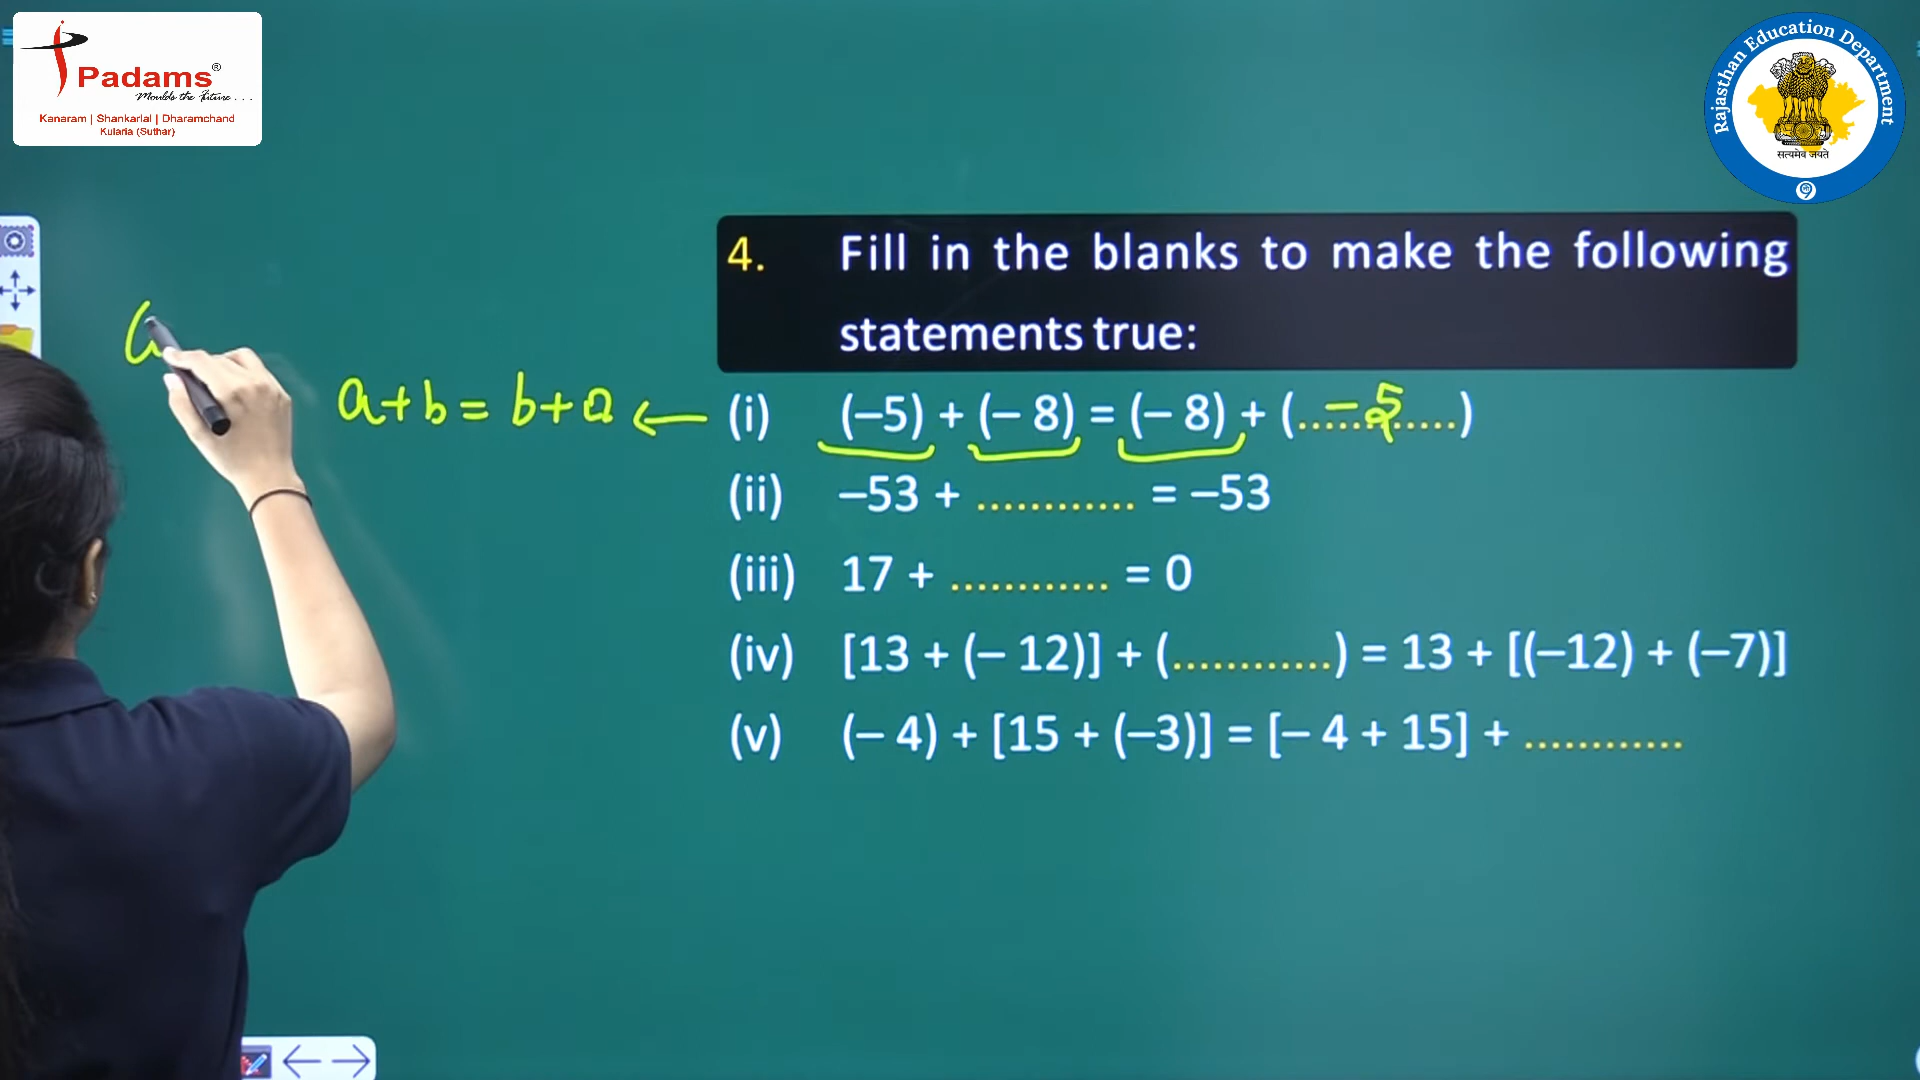 Padams®
Moulds the Future . . .
Kanaram | Shankarlal | Dharamchand
Kularia (Suthar)
Rajasthan Education Department
सत्यमेव जयते
4. Fill in the blanks to make the following
statements true:
a+b = b+a ← (i) (–5) + (– 8) = (– 8) + (......–5......)
(ii) –53 + ............ = –53
(iii) 17 + ............ = 0
(iv) [13 + (– 12)] + (............) = 13 + [(–12) + (–7)]
(v) (– 4) + [15 + (–3)] = [– 4 + 15] + ............